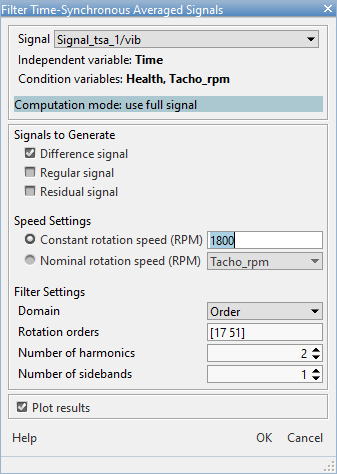 Filter Time-Synchronous Averaged Signals
Signal Signal_tsa_1/vib
Independent variable: Time
Condition variables: Health, Tacho_rpm
Computation mode: use full signal
Signals to Generate
Difference signal
Regular signal
Residual signal
Speed Settings
Constant rotation speed (RPM) 1800
Nominal rotation speed (RPM) Tacho_rpm
Filter Settings
Domain Order
Rotation orders [17 51]
Number of harmonics 2
Number of sidebands 1
Plot results
Help OK Cancel